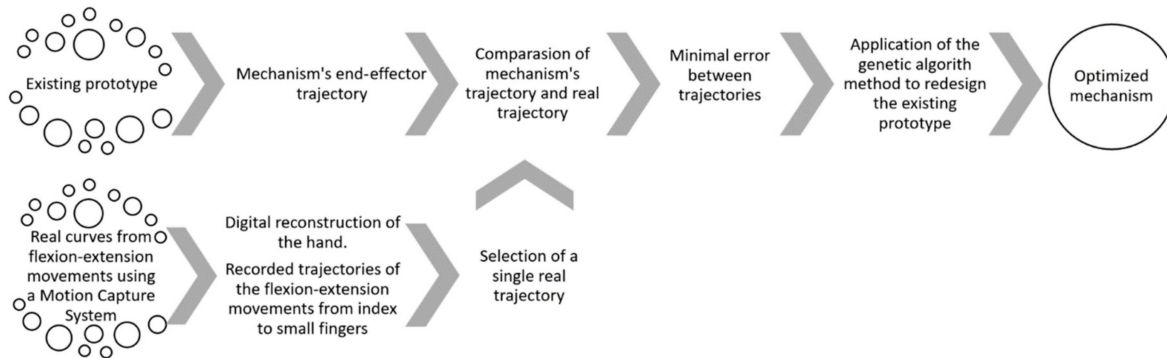 Existing prototype
Mechanism's end-effector
trajectory
Comparasion of
mechanism's
trajectory and real
trajectory
Minimal error
between
trajectories
Application of the
genetic algorith
method to redesign
the existing
prototype
Optimized
mechanism
Real curves from
flexion-extension
movements using
a Motion Capture
System
Digital reconstruction of
the hand.
Recorded trajectories of
the flexion-extension
movements from index
to small fingers
Selection of a
single real
trajectory